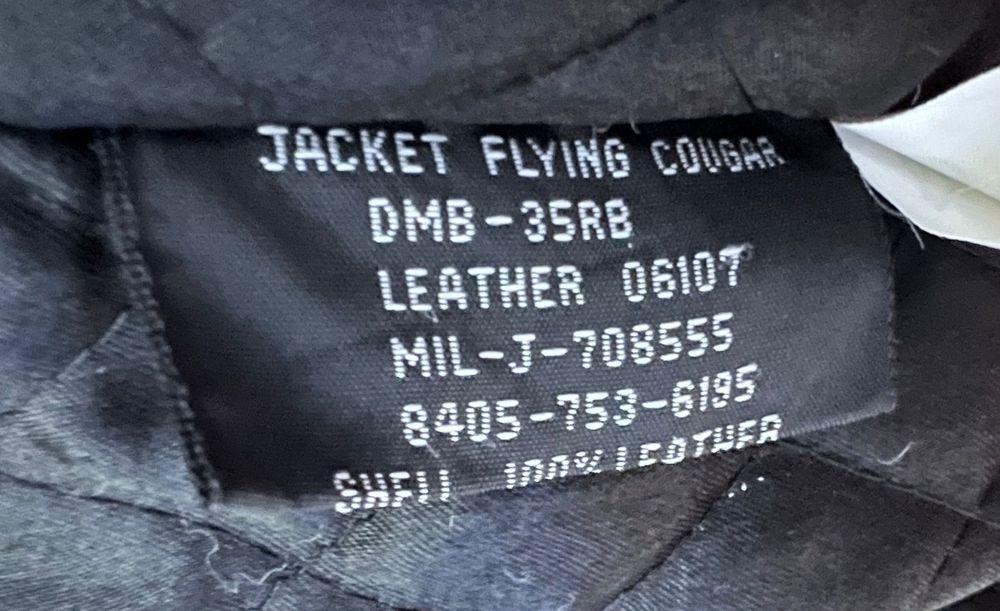 JACKET FLYING COUGAR
DMB-35RB
LEATHER 06107
MIL-J-708555
8405-753-6195
SHELL 100% LEATHER